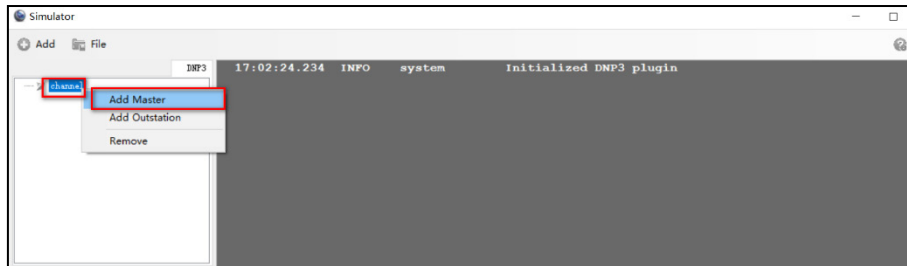 Simulator
Add File
DNP3
17:02:24.234 INFO system Initialized DNP3 plugin
channel
Add Master
Add Outstation
Remove